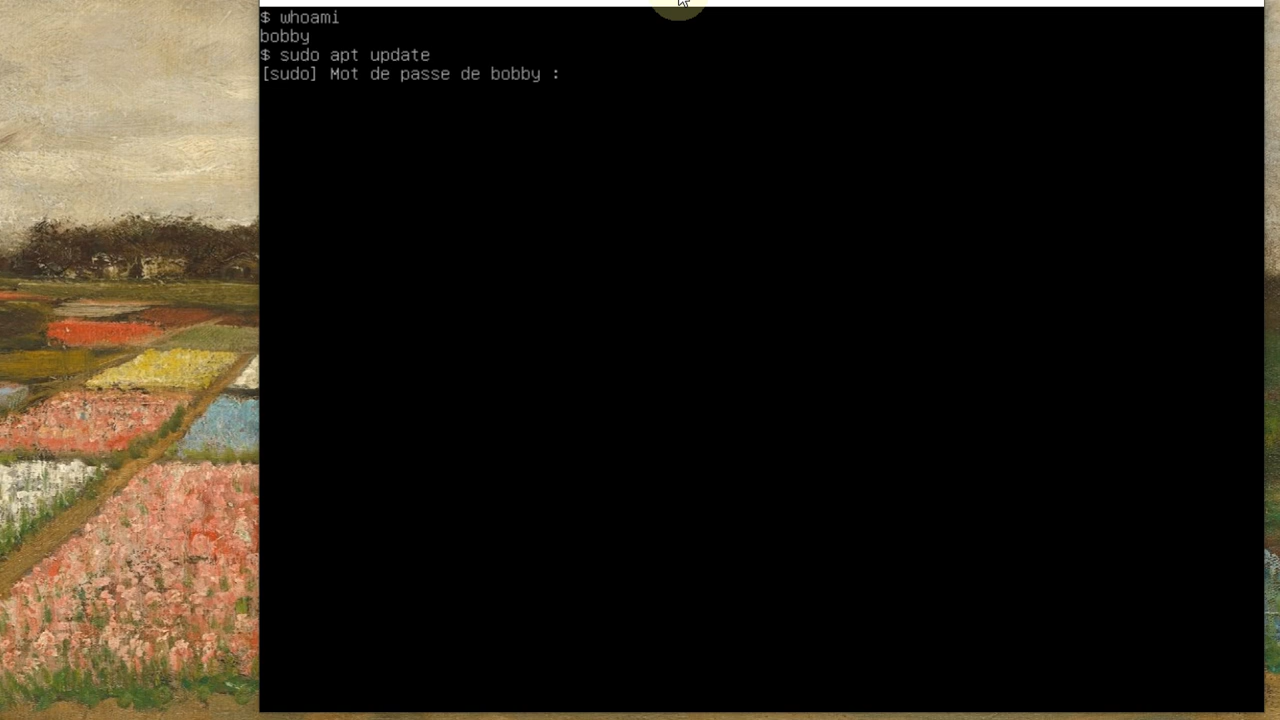 $ whoami
bobby
$ sudo apt update
[sudo] Mot de passe de bobby :